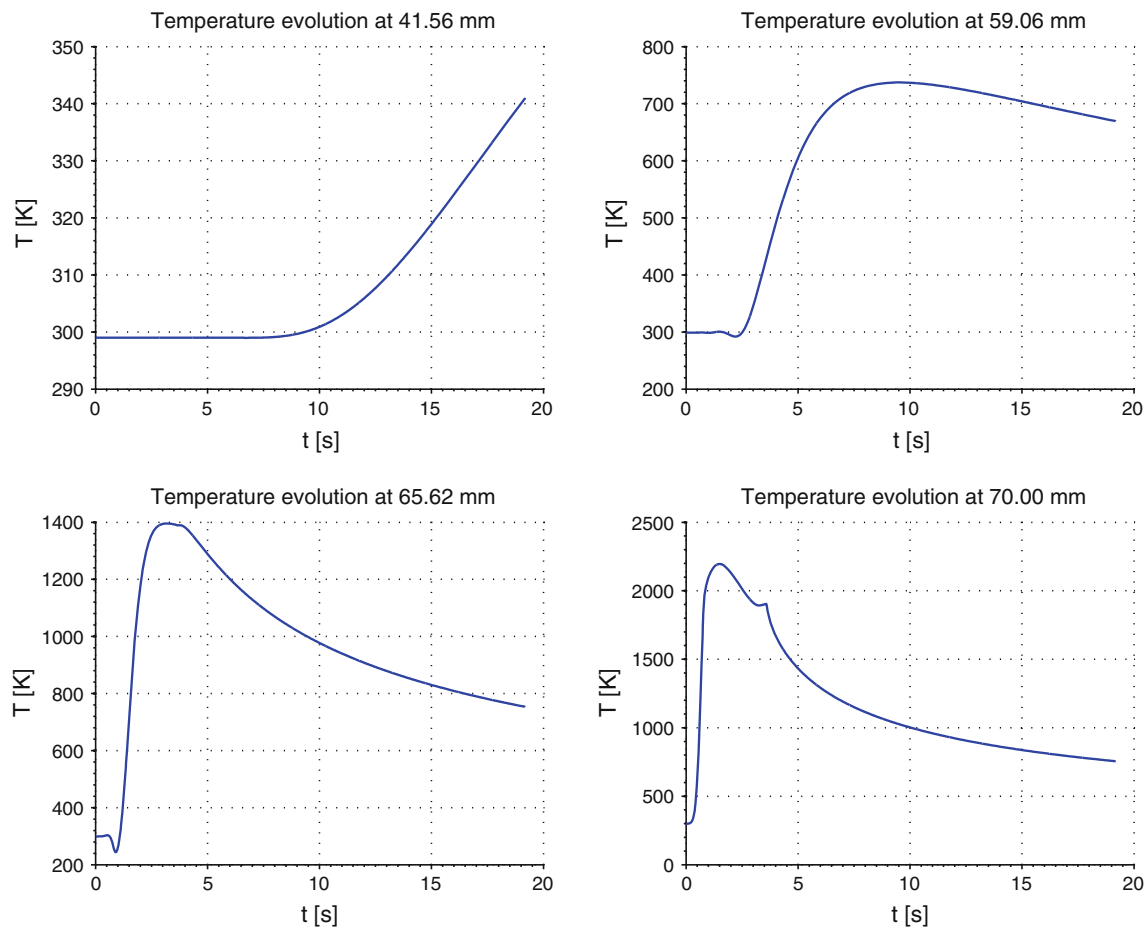 Temperature evolution at 41.56 mm
350
340
330
320
310
300
290
T [K]
0 5 10 15 20
t [s]
Temperature evolution at 59.06 mm
800
700
600
500
400
300
200
T [K]
0 5 10 15 20
t [s]
Temperature evolution at 65.62 mm
1400
1200
1000
800
600
400
200
T [K]
0 5 10 15 20
t [s]
Temperature evolution at 70.00 mm
2500
2000
1500
1000
500
0
T [K]
0 5 10 15 20
t [s]